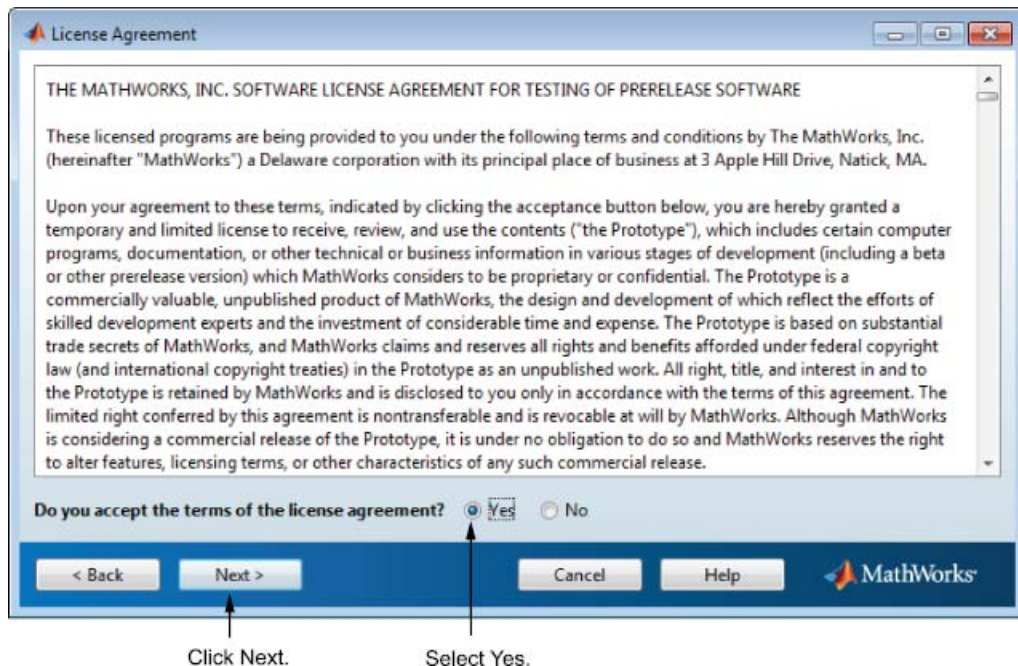 License Agreement
THE MATHWORKS, INC. SOFTWARE LICENSE AGREEMENT FOR TESTING OF PRERELEASE SOFTWARE
These licensed programs are being provided to you under the following terms and conditions by The MathWorks, Inc.
(hereinafter "MathWorks") a Delaware corporation with its principal place of business at 3 Apple Hill Drive, Natick, MA.
Upon your agreement to these terms, indicated by clicking the acceptance button below, you are hereby granted a
temporary and limited license to receive, review, and use the contents ("the Prototype"), which includes certain computer
programs, documentation, or other technical or business information in various stages of development (including a beta
or other prerelease version) which MathWorks considers to be proprietary or confidential. The Prototype is a
commercially valuable, unpublished product of MathWorks, the design and development of which reflect the efforts of
skilled development experts and the investment of considerable time and expense. The Prototype is based on substantial
trade secrets of MathWorks, and MathWorks claims and reserves all rights and benefits afforded under federal copyright
law (and international copyright treaties) in the Prototype as an unpublished work. All right, title, and interest in and to
the Prototype is retained by MathWorks and is disclosed to you only in accordance with the terms of this agreement. The
limited right conferred by this agreement is nontransferable and is revocable at will by MathWorks. Although MathWorks
is considering a commercial release of the Prototype, it is under no obligation to do so and MathWorks reserves the right
to alter features, licensing terms, or other characteristics of any such commercial release.
Do you accept the terms of the license agreement? Yes No
< Back Next > Cancel Help MathWorks
Click Next. Select Yes.